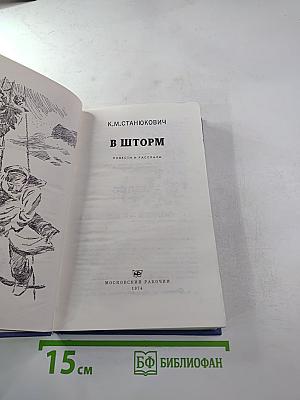 К.М.СТАНЮКОВИЧ
В ШТОРМ
ПОВЕСТИ И РАССКАЗЫ
МОСКОВСКИЙ РАБОЧИЙ
1974
15 см
БФ БИБЛИОФАН